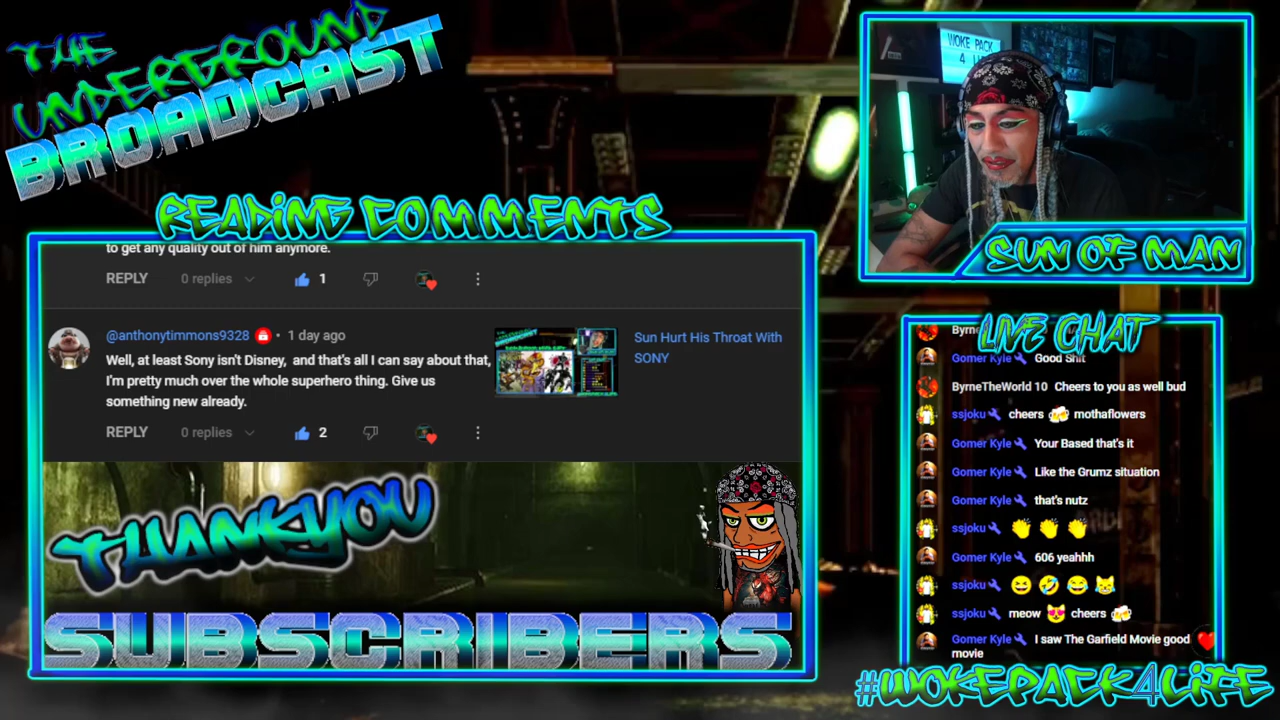 THE
UNDERGROUND
BROADCAST
WOKE PACK
4 LI
READING COMMENTS
SUN OF MAN
to get any quality out of him anymore.
REPLY 0 replies 1
@anthonytimmons9328 • 1 day ago
Well, at least Sony isn't Disney, and that's all I can say about that,
I'm pretty much over the whole superhero thing. Give us
something new already.
REPLY 0 replies 2
Sun Hurt His Throat With
SONY
THANKYOU
SUBSCRIBERS
LIVE CHAT
Byrn
Gomer Kyle Good Shit
ByrneTheWorld 10 Cheers to you as well bud
ssjoku cheers 🍻 mothaflowers
Gomer Kyle Your Based that's it
Gomer Kyle Like the Grumz situation
Gomer Kyle that's nutz
ssjoku 👏 👏 👏
Gomer Kyle 606 yeahhh
ssjoku 😆 🤣 😂 😹
ssjoku meow 😻 cheers 🍻
Gomer Kyle I saw The Garfield Movie good
movie
#WOKEPACK4LIFE